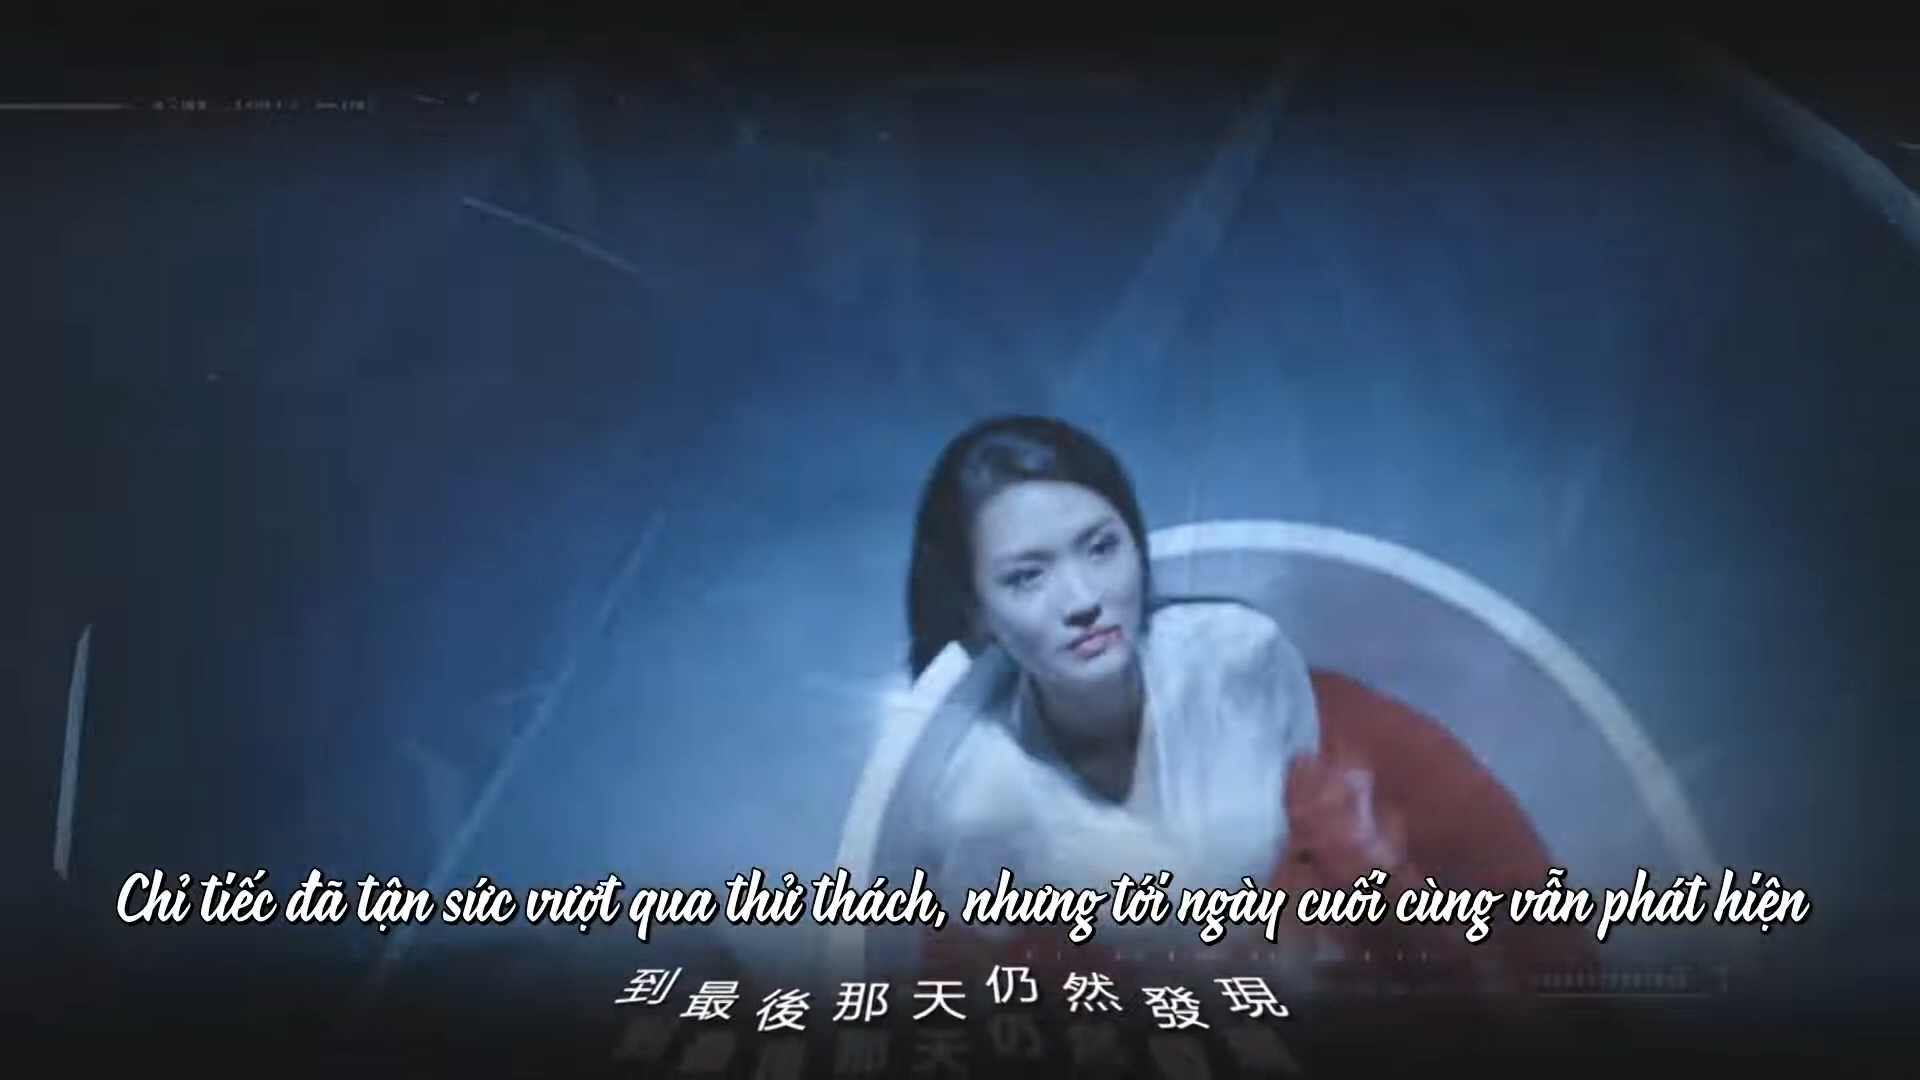 Chỉ tiếc đã tận sức vượt qua thử thách, nhưng tới ngày cuối cùng vẫn phát hiện
到最後那天仍然發現